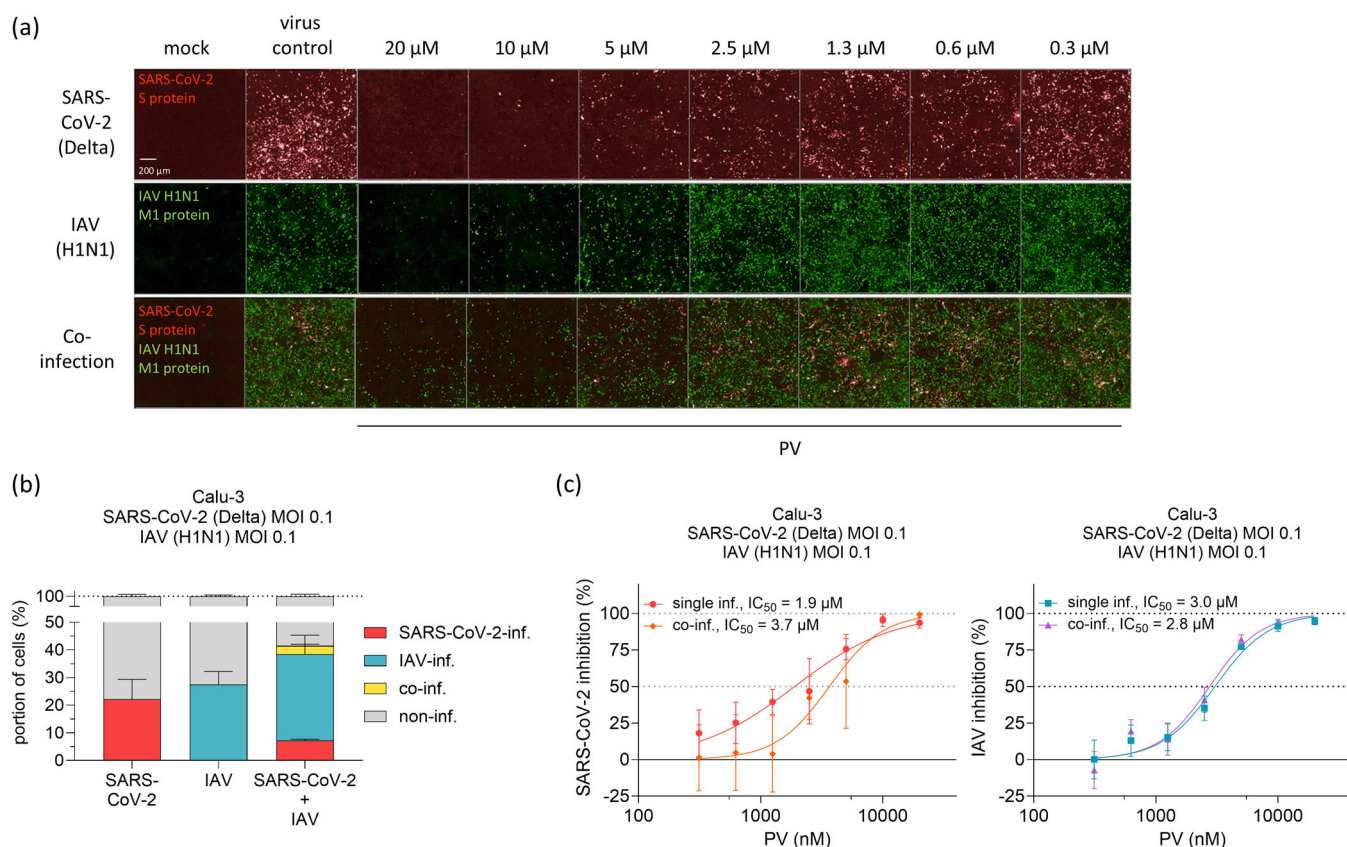 (a)
mock
virus
control
20 µM
10 µM
5 µM
2.5 µM
1.3 µM
0.6 µM
0.3 µM
SARS-
CoV-2
(Delta)
SARS-CoV-2
S protein
200 µm
IAV
(H1N1)
IAV H1N1
M1 protein
Co-
infection
SARS-CoV-2
S protein
IAV H1N1
M1 protein
PV
(b)
Calu-3
SARS-CoV-2 (Delta) MOI 0.1
IAV (H1N1) MOI 0.1
portion of cells (%)
100
50
40
30
20
10
0
SARS-
CoV-2
IAV
SARS-CoV-2
+
IAV
SARS-CoV-2-inf.
IAV-inf.
co-inf.
non-inf.
(c)
Calu-3
SARS-CoV-2 (Delta) MOI 0.1
IAV (H1N1) MOI 0.1
SARS-CoV-2 inhibition (%)
100
75
50
25
0
-25
single inf., IC50 = 1.9 µM
co-inf., IC50 = 3.7 µM
100
1000
10000
PV (nM)
Calu-3
SARS-CoV-2 (Delta) MOI 0.1
IAV (H1N1) MOI 0.1
IAV inhibition (%)
100
75
50
25
0
-25
single inf., IC50 = 3.0 µM
co-inf., IC50 = 2.8 µM
100
1000
10000
PV (nM)